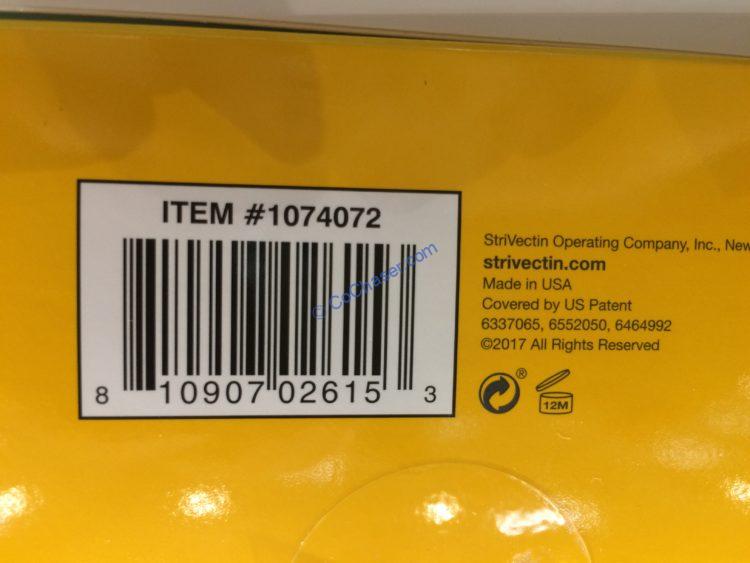 ITEM #1074072
© CoChaser.com
8 10907 02615 3
StriVectin Operating Company, Inc., New
strivectin.com
Made in USA
Covered by US Patent
6337065, 6552050, 6464992
©2017 All Rights Reserved
®
12M